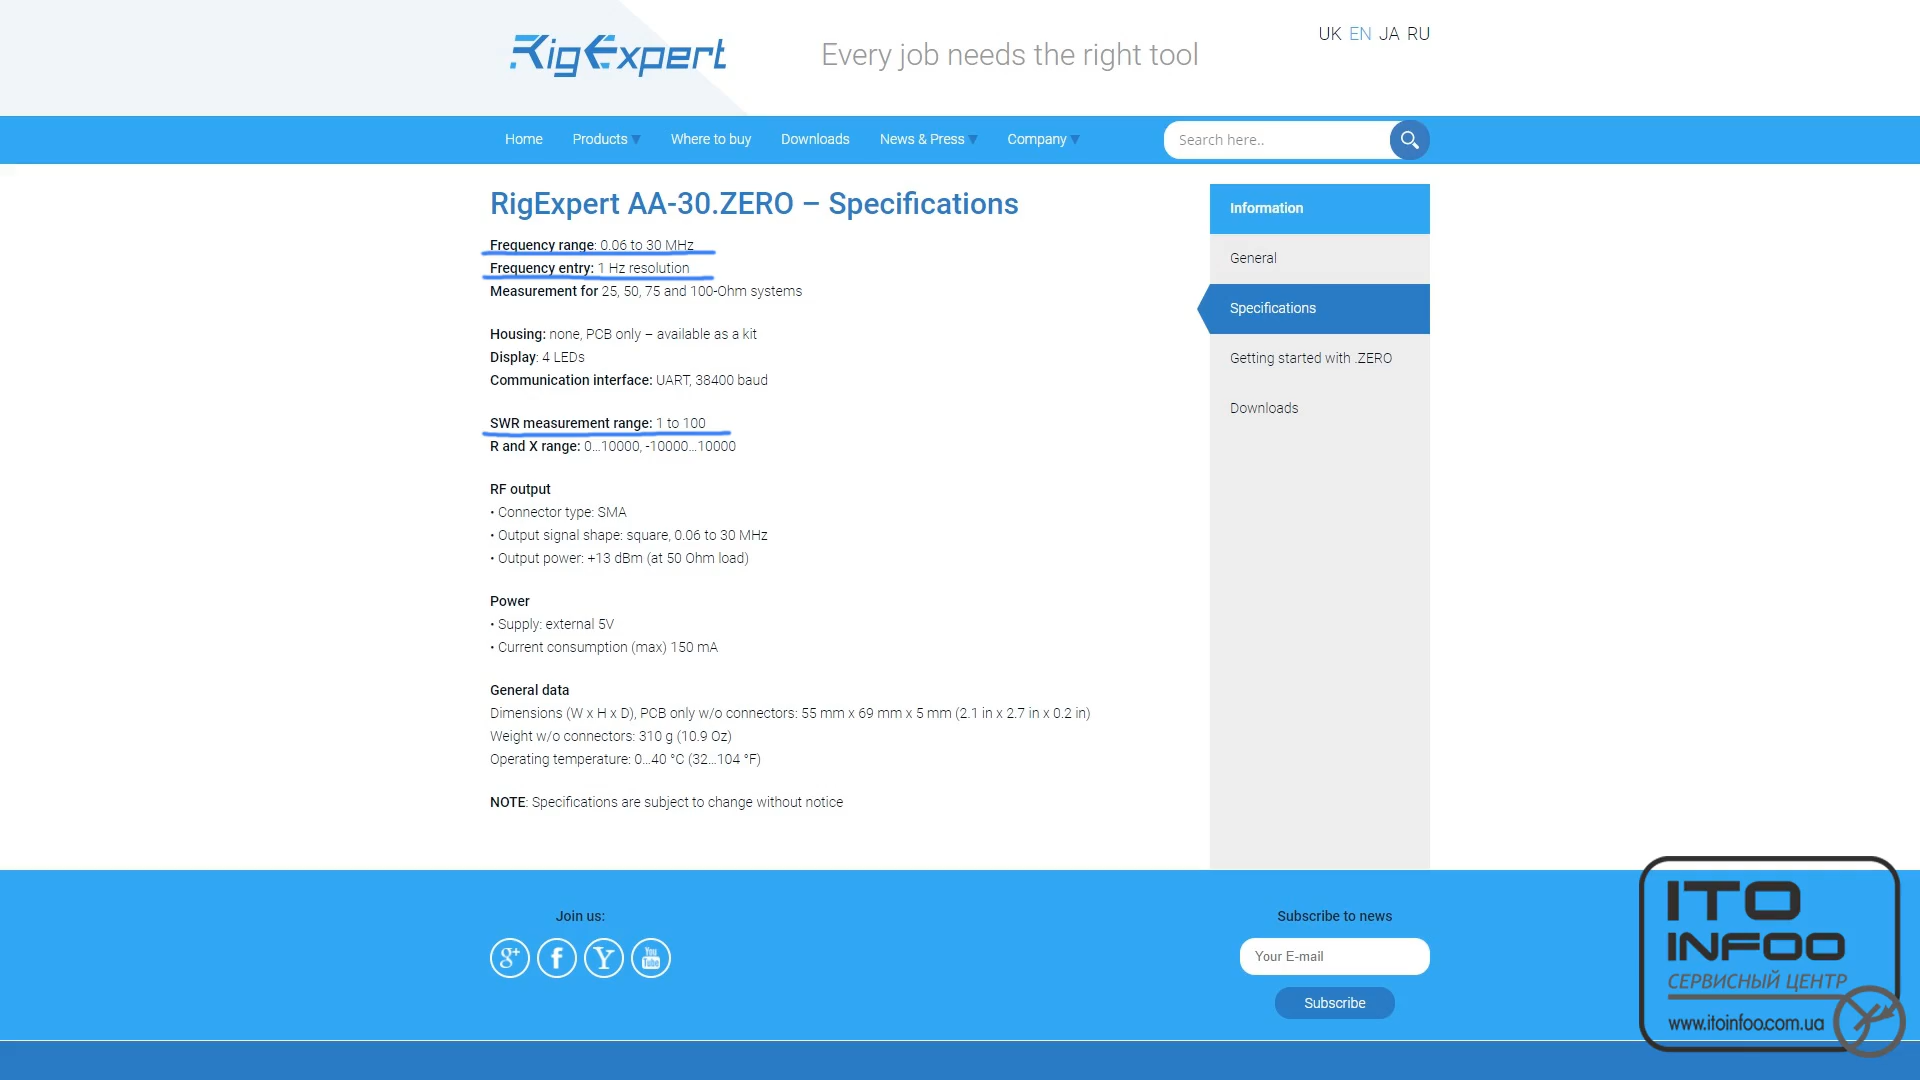 RigExpert
Every job needs the right tool
UK EN JA RU
Home Products Where to buy Downloads News & Press Company
Search here..
RigExpert AA-30.ZERO – Specifications
Frequency range: 0.06 to 30 MHz
Frequency entry: 1 Hz resolution
Measurement for 25, 50, 75 and 100-Ohm systems
Housing: none, PCB only – available as a kit
Display: 4 LEDs
Communication interface: UART, 38400 baud
SWR measurement range: 1 to 100
R and X range: 0…10000, -10000…10000
RF output
• Connector type: SMA
• Output signal shape: square, 0.06 to 30 MHz
• Output power: +13 dBm (at 50 Ohm load)
Power
• Supply: external 5V
• Current consumption (max) 150 mA
General data
Dimensions (W x H x D), PCB only w/o connectors: 55 mm x 69 mm x 5 mm (2.1 in x 2.7 in x 0.2 in)
Weight w/o connectors: 310 g (10.9 Oz)
Operating temperature: 0…40 °C (32…104 °F)
NOTE: Specifications are subject to change without notice
Information
General
Specifications
Getting started with .ZERO
Downloads
Join us:
g+ f Y You Tube
Subscribe to news
Your E-mail
Subscribe
ITO
INFOO
СЕРВИСНЫЙ ЦЕНТР
www.itoinfoo.com.ua